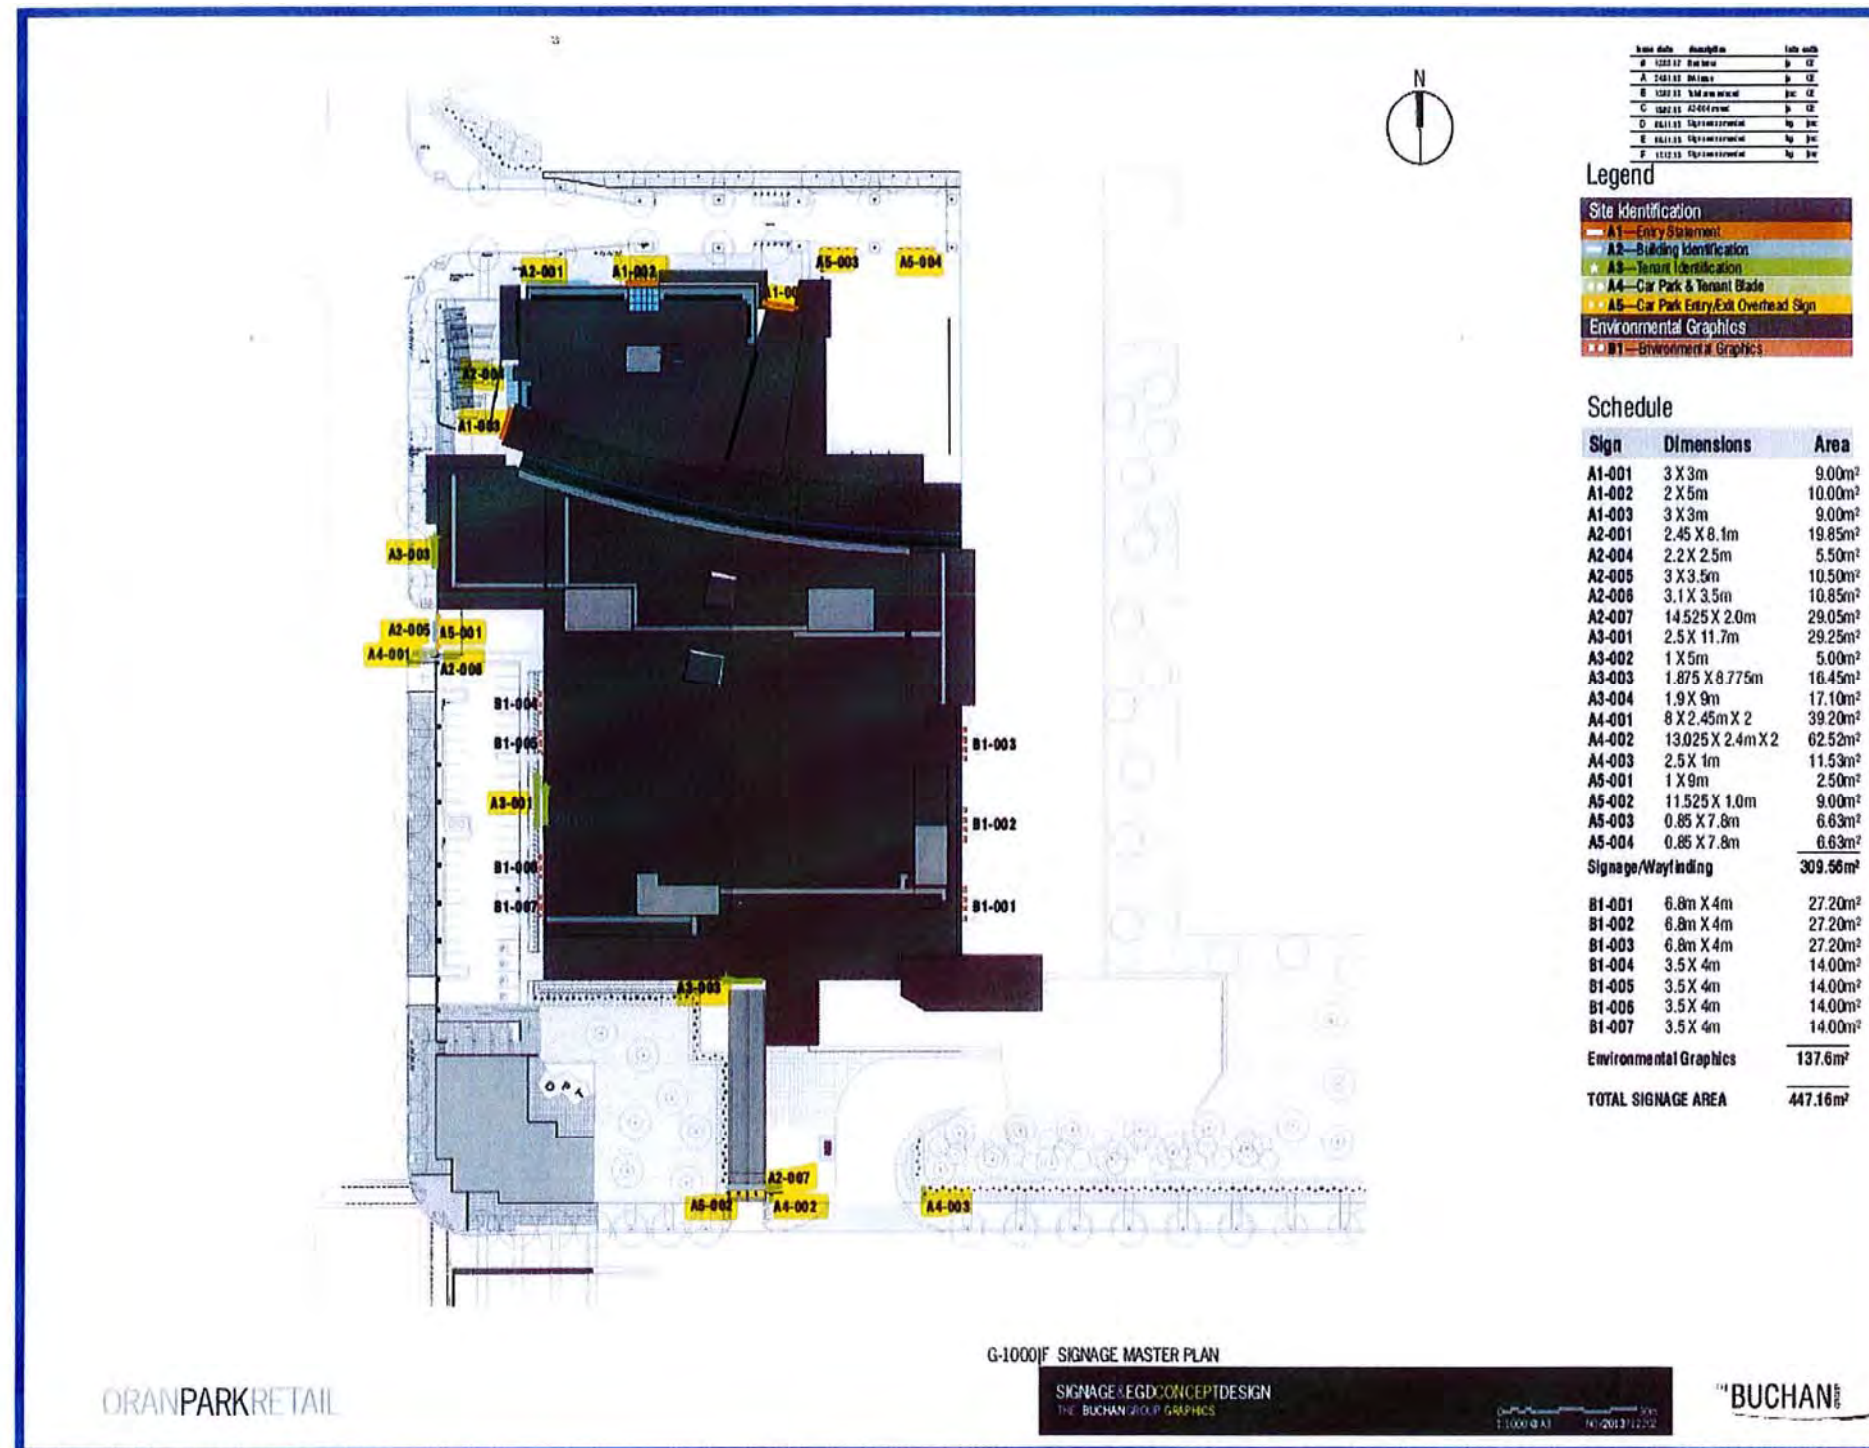 N
Legend
Site Identification
A1—Entry Statement
A2—Building Identification
A3—Tenant Identification
A4—Car Park & Tenant Blade
A5—Car Park Entry/Exit Overhead Sign
Environmental Graphics
B1—Environmental Graphics
Schedule
Sign Dimensions Area
A1-001 3 X 3m 9.00m²
A1-002 2 X 5m 10.00m²
A1-003 3 X 3m 9.00m²
A2-001 2.45 X 8.1m 19.85m²
A2-004 2.2 X 2.5m 5.50m²
A2-005 3 X 3.5m 10.50m²
A2-006 3.1 X 3.5m 10.85m²
A2-007 14.525 X 2.0m 29.05m²
A3-001 2.5 X 11.7m 29.25m²
A3-002 1 X 5m 5.00m²
A3-003 1.875 X 8.775m 16.45m²
A3-004 1.9 X 9m 17.10m²
A4-001 8 X 2.45m X 2 39.20m²
A4-002 13.025 X 2.4m X 2 62.52m²
A4-003 2.5 X 1m 11.53m²
A5-001 1 X 9m 2.50m²
A5-002 11.525 X 1.0m 9.00m²
A5-003 0.85 X 7.8m 6.63m²
A5-004 0.85 X 7.8m 6.63m²
Signage/Wayfinding 309.56m²
B1-001 6.8m X 4m 27.20m²
B1-002 6.8m X 4m 27.20m²
B1-003 6.8m X 4m 27.20m²
B1-004 3.5 X 4m 14.00m²
B1-005 3.5 X 4m 14.00m²
B1-006 3.5 X 4m 14.00m²
B1-007 3.5 X 4m 14.00m²
Environmental Graphics 137.6m²
TOTAL SIGNAGE AREA 447.16m²
A2-001 A1-002 A5-003 A5-004
A2-004
A1-003
A3-003
A2-005 A5-001
A4-001
A2-006
B1-004
B1-005 B1-003
A3-001
B1-002
B1-006
B1-007 B1-001
A3-003
OPT
A2-007
A5-002 A4-002 A4-003
G-1000|F SIGNAGE MASTER PLAN
ORANPARKRETAIL
SIGNAGE&EGDCONCEPTDESIGN
THE BUCHANGROUP GRAPHICS
1:1000 @ A3
THE BUCHAN GROUP